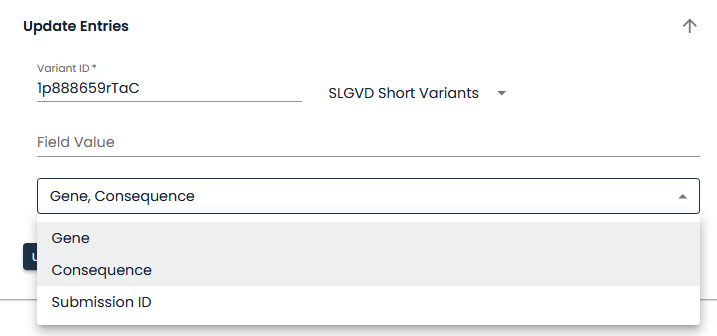 Update Entries
Variant ID *
1p888659rTaC
SLGVD Short Variants
Field Value
Gene, Consequence
Gene
Consequence
Submission ID